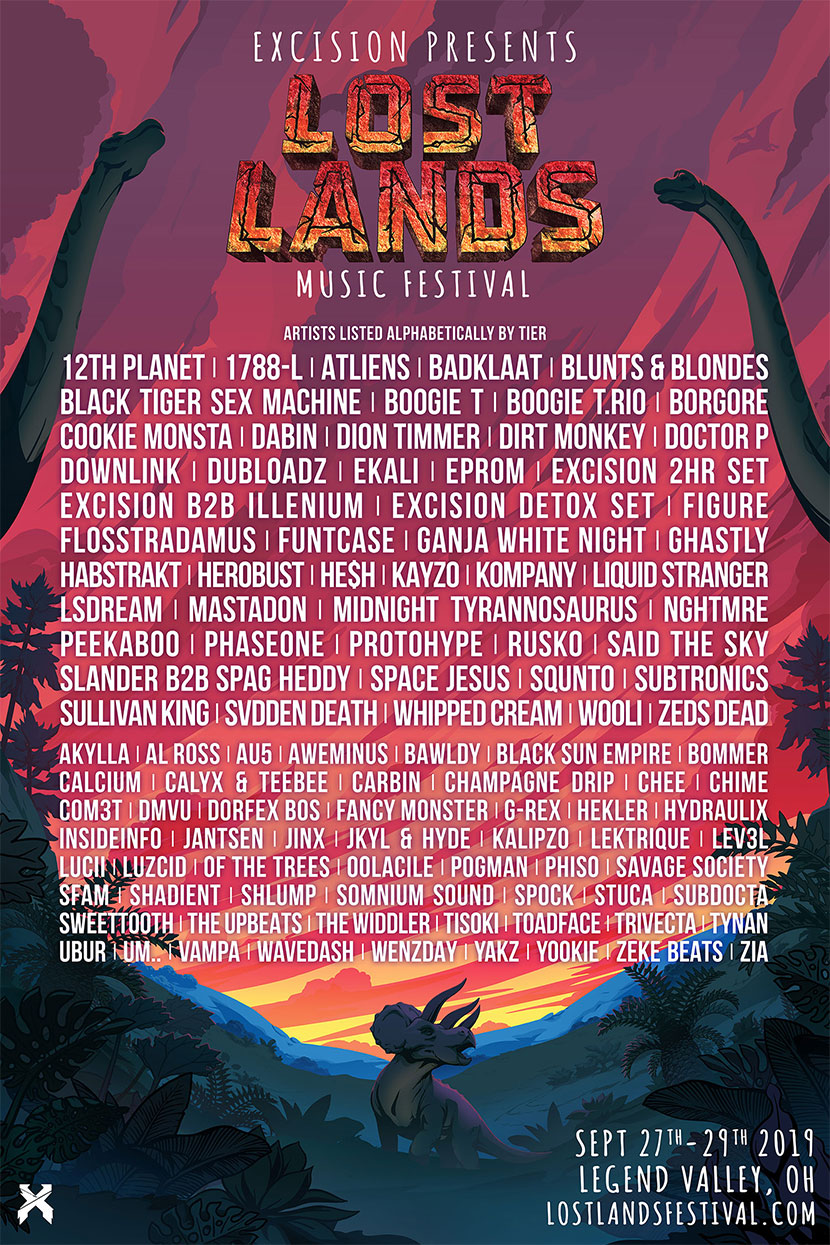 EXCISION PRESENTS
LOST
LANDS
MUSIC FESTIVAL
ARTISTS LISTED ALPHABETICALLY BY TIER
12TH PLANET | 1788-L | ATLIENS | BADKLAAT | BLUNTS & BLONDES
BLACK TIGER SEX MACHINE | BOOGIE T | BOOGIE T.RIO | BORGORE
COOKIE MONSTA | DABIN | DION TIMMER | DIRT MONKEY | DOCTOR P
DOWNLINK | DUBLOADZ | EKALI | EPROM | EXCISION 2HR SET
EXCISION B2B ILLENIUM | EXCISION DETOX SET | FIGURE
FLOSSTRADAMUS | FUNTCASE | GANJA WHITE NIGHT | GHASTLY
HABSTRAKT | HEROBUST | HE$H | KAYZO | KOMPANY | LIQUID STRANGER
LSDREAM | MASTADON | MIDNIGHT TYRANNOSAURUS | NGHTMRE
PEEKABOO | PHASEONE | PROTOHYPE | RUSKO | SAID THE SKY
SLANDER B2B SPAG HEDDY | SPACE JESUS | SQUNTO | SUBTRONICS
SULLIVAN KING | SVDDEN DEATH | WHIPPED CREAM | WOOLI | ZEDS DEAD
AKYLLA | AL ROSS | AU5 | AWEMINUS | BAWLDY | BLACK SUN EMPIRE | BOMMER
CALCIUM | CALYX & TEEBEE | CARBIN | CHAMPAGNE DRIP | CHEE | CHIME
COM3T | DMVU | DORFEX BOS | FANCY MONSTER | G-REX | HEKLER | HYDRAULIX
INSIDEINFO | JANTSEN | JINX | JKYL & HYDE | KALIPZO | LEKTRIQUE | LEV3L
LUCII | LUZCID | OF THE TREES | OOLACILE | POGMAN | PHISO | SAVAGE SOCIETY
SFAM | SHADIENT | SHLUMP | SOMNIUM SOUND | SPOCK | STUCA | SUBDOCTA
SWEETTOOTH | THE UPBEATS | THE WIDDLER | TISOKI | TOADFACE | TRIVECTA | TYNAN
UBUR | UM.. | VAMPA | WAVEDASH | WENZDAY | YAKZ | YOOKIE | ZEKE BEATS | ZIA
SEPT 27TH-29TH 2019
LEGEND VALLEY, OH
LOSTLANDSFESTIVAL.COM